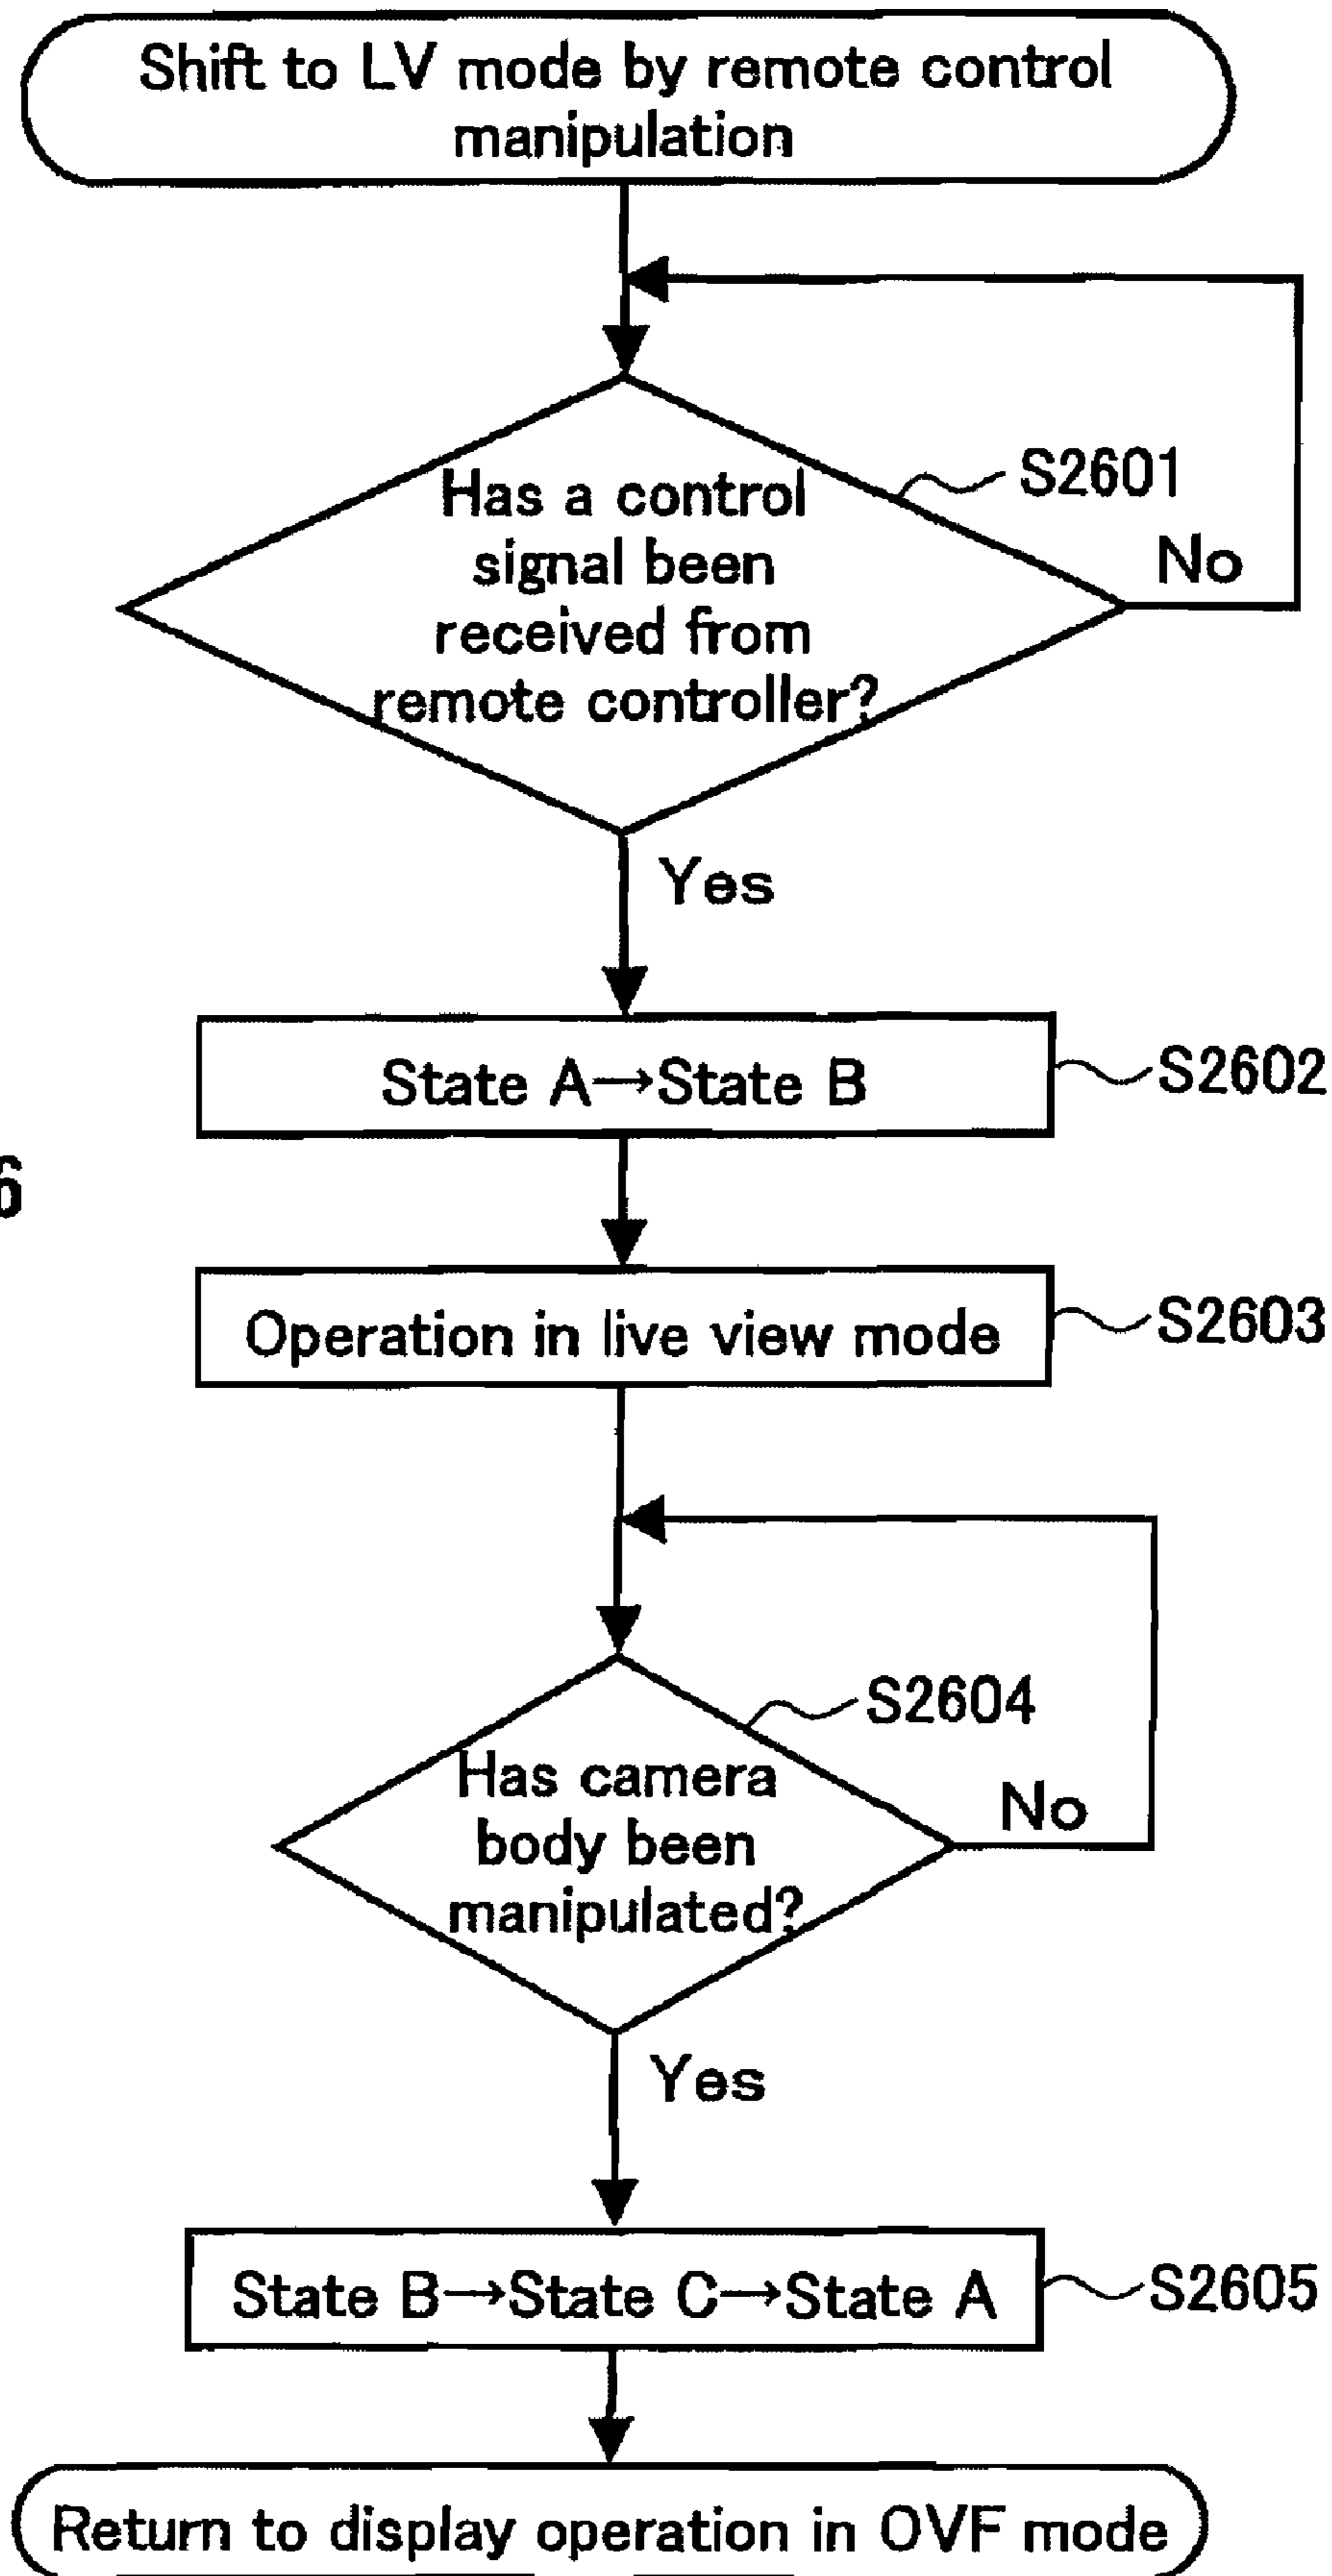 Shift to LV mode by remote control
manipulation
Has a control
signal been
received from
remote controller?
S2601
No
Yes
State A→State B
S2602
6
Operation in live view mode
S2603
Has camera
body been
manipulated?
S2604
No
Yes
State B→State C→State A
S2605
Return to display operation in OVF mode